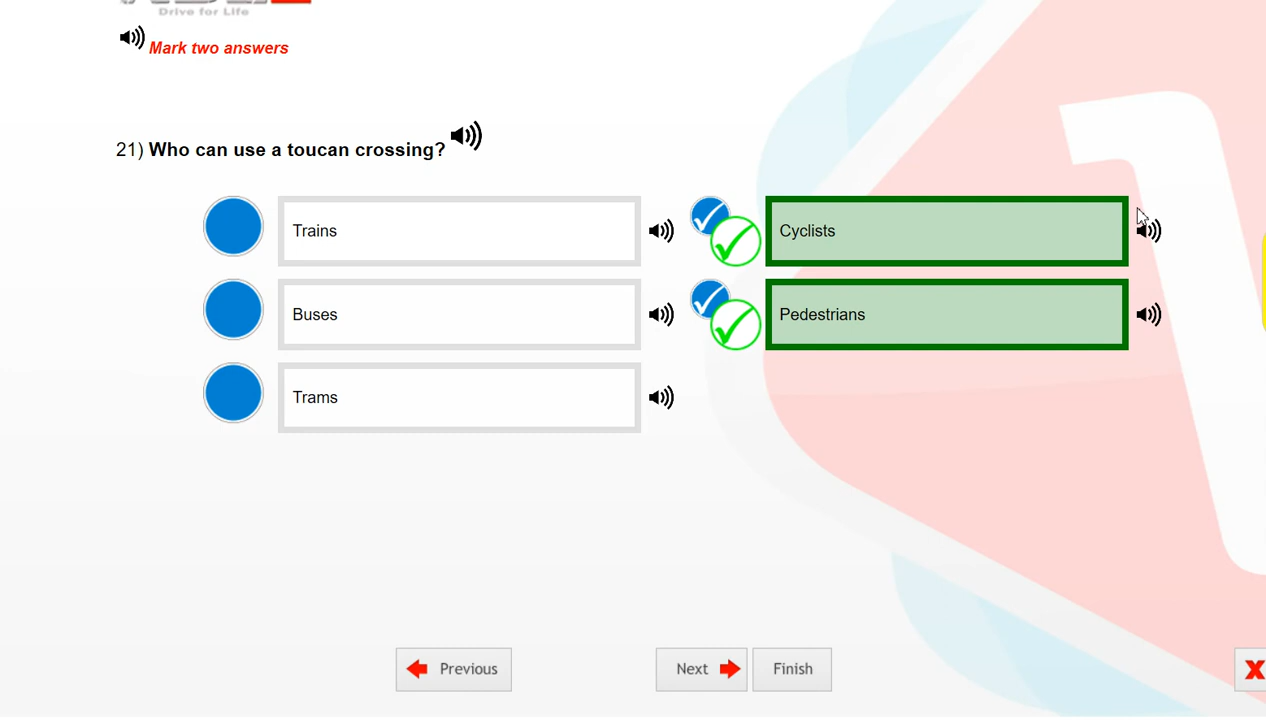 Drive for Life
Mark two answers
21) Who can use a toucan crossing?
Trains
Cyclists
Buses
Pedestrians
Trams
Previous
Next
Finish
X